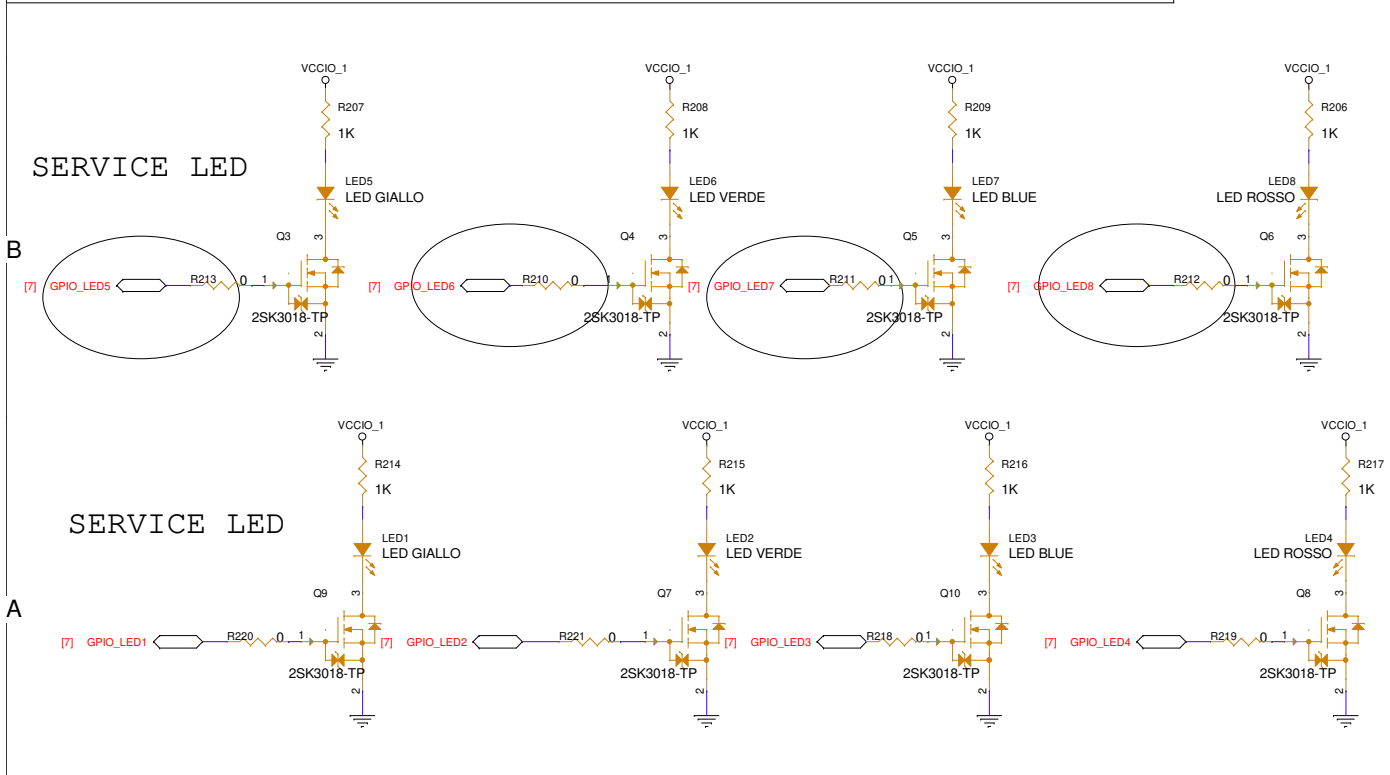 VCCIO_1 VCCIO_1 VCCIO_1 VCCIO_1
R207 R208 R209 R206
1K 1K 1K 1K
SERVICE LED
LED5 LED6 LED7 LED8
LED GIALLO LED VERDE LED BLUE LED ROSSO
Q3 3 Q4 3 Q5 3 Q6 3
B
[7] GPIO_LED5 R213 0 1 [7] GPIO_LED6 R210 0 1 [7] GPIO_LED7 R211 0 1 [7] GPIO_LED8 R212 0 1
2SK3018-TP 2SK3018-TP 2SK3018-TP 2SK3018-TP
2 2 2 2
VCCIO_1 VCCIO_1 VCCIO_1 VCCIO_1
R214 R215 R216 R217
1K 1K 1K 1K
SERVICE LED
LED1 LED2 LED3 LED4
LED GIALLO LED VERDE LED BLUE LED ROSSO
Q9 3 Q7 3 Q10 3 Q8 3
A
[7] GPIO_LED1 R220 0 1 [7] GPIO_LED2 R221 0 1 [7] GPIO_LED3 R218 0 1 [7] GPIO_LED4 R219 0 1
2SK3018-TP 2SK3018-TP 2SK3018-TP 2SK3018-TP
2 2 2 2